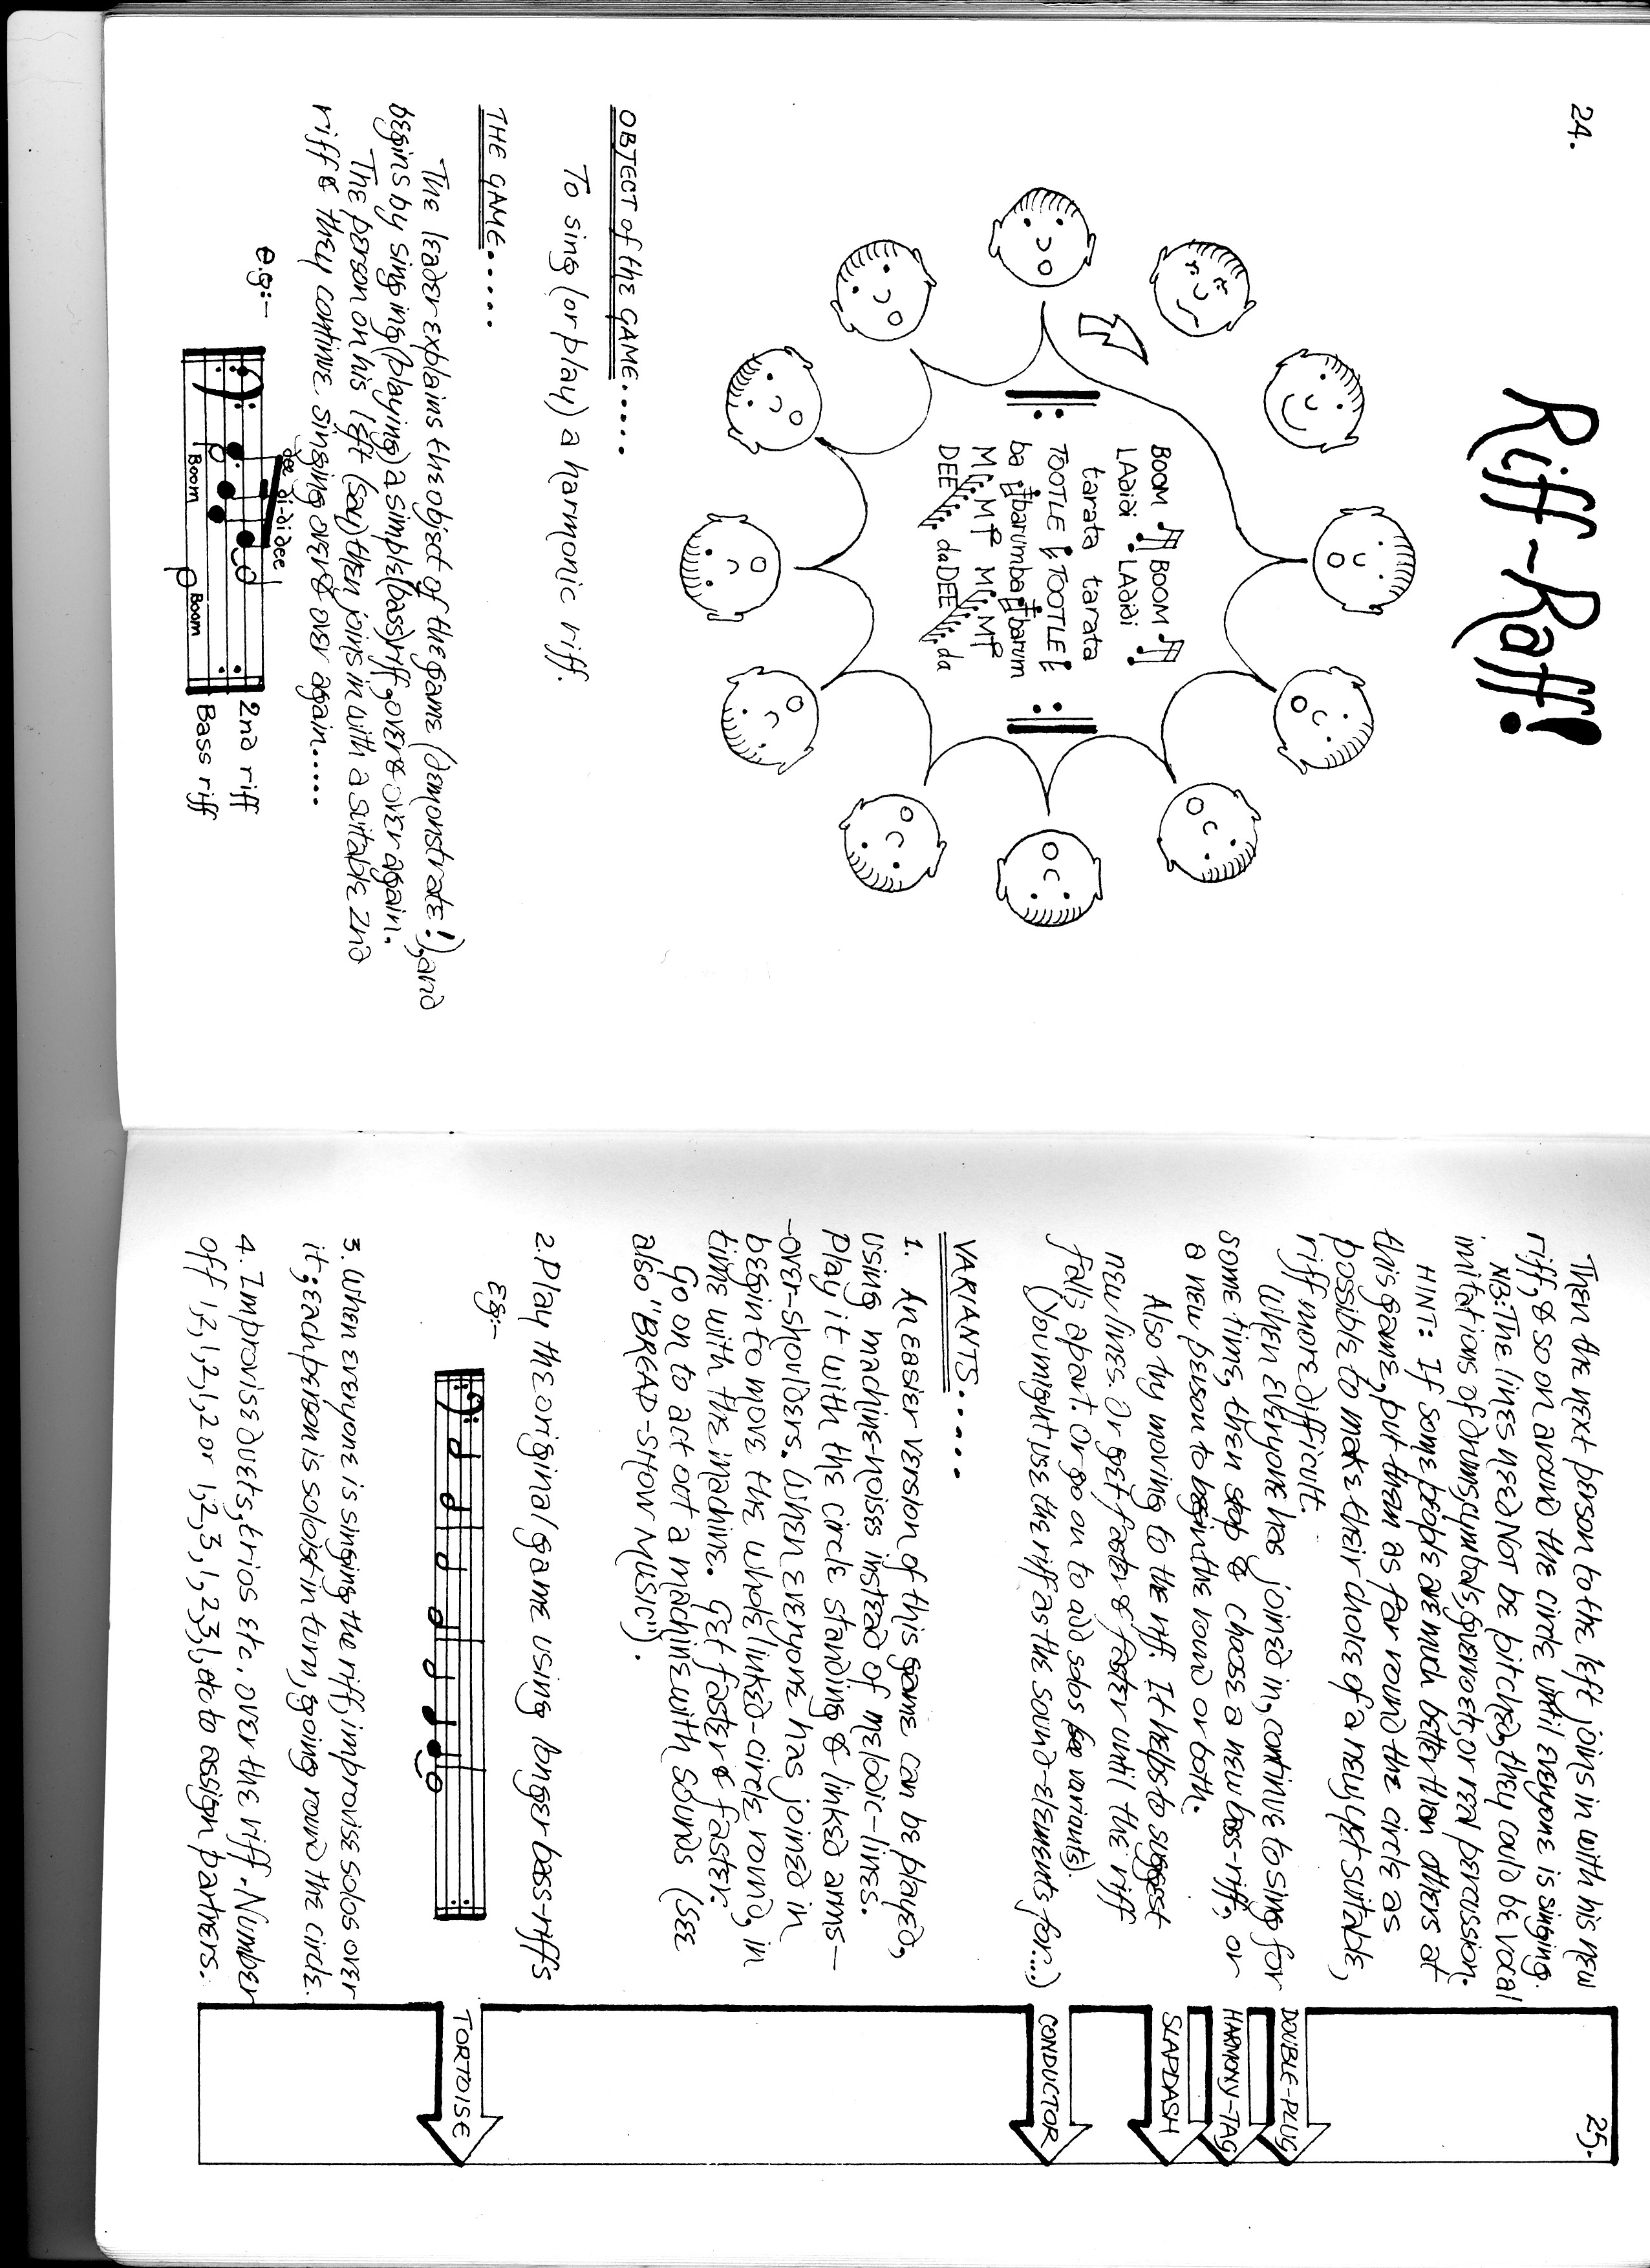 24.
Riff~Raff!
BOOM BOOM
LAdidi LAdidi
tarata tarata
TOOTLE TOOTLE
ba barumba barum
MMP MMP
DEE daDEE da
OBJECT of the GAME.....
To sing (or play) a harmonic riff.
THE GAME.....
The leader explains the object of the game (demonstrate!), and
begins by singing (playing) a simple (bass) riff, over & over again.
The person on his left (say) then joins in with a suitable 2nd
riff & they continue singing over & over again.....
e.g:-
dee di-di dee
2nd riff
Boom Boom
Bass riff
Then the next person to the left joins in with his new
riff, & so on around the circle until everyone is singing.
NB: The lines need Not be pitched, they could be vocal
imitations of drums, cymbals, guero etc, or real percussion.
HINT: If some people are much better than others at
this game, put them as far round the circle as
possible to make their choice of a new, yet suitable,
riff more difficult.
When everyone has joined in, continue to sing for
some time, then stop & choose a new bass-riff, or
a new person to begin the round or both.
Also try moving to the riff. It helps to suggest
new lines. Or get faster & faster until the riff
falls apart. Or go on to add solos (see variants).
(You might use the riff as the sound-elements for...)
VARIANTS.....
1. An easier version of this game can be played,
using machine-noises instead of melodic-lines.
Play it with the circle standing & linked arms-
-over-shoulders. When everyone has joined in
begin to move the whole linked-circle round, in
time with the machine. Get faster & faster.
Go on to act out a machine with sounds (see
also "BREAD-SHOW MUSIC").
2. Play the original game using longer bass-riffs
Eg:-
3. When everyone is singing the riff, improvise solos over
it; each person is soloist in turn, going round the circle.
4. Improvise duets, trios etc. over the riff. Number
off 1,2,1,2,1,2 or 1,2,3,1,2,3,1, etc to assign partners.
25.
DOUBLE-PLUG
HARMONY-TAG
SLAPDASH
CONDUCTOR
TORTOISE